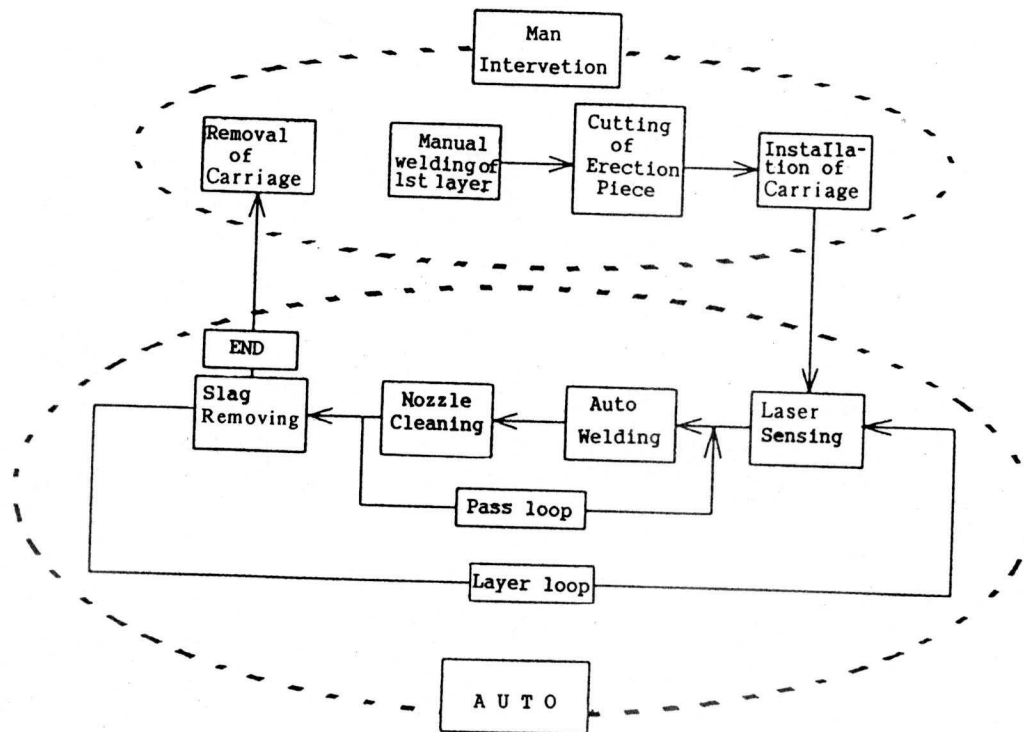 Man
Intervetion
Removal
of
Carriage
Manual
welding of
1st layer
Cutting
of
Erection
Piece
Installa-
tion of
Carriage
END
Slag
Removing
Nozzle
Cleaning
Auto
Welding
Laser
Sensing
Pass loop
Layer loop
A U T O